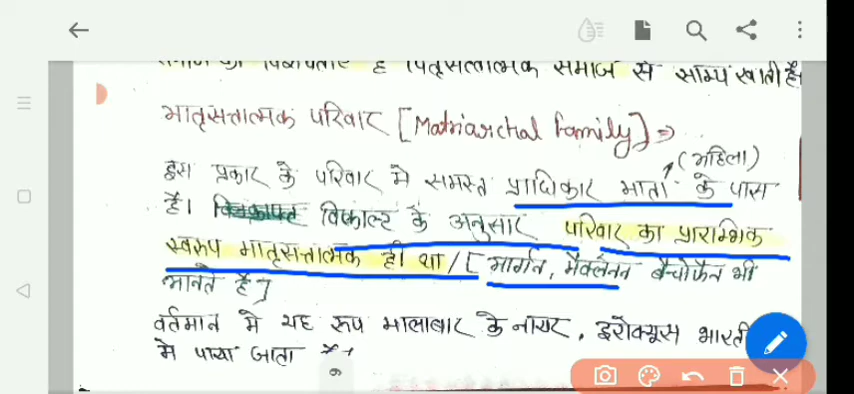 समाज की विशेषताएं है पितृसत्तात्मक समाज से साम्य खाती है
मातृसत्तात्मक परिवार [Matriarchal Family] ⇒
(महिला)
इस प्रकार के परिवार मे समस्त प्राधिकार माता के पास
है। विफाल्ट के अनुसार परिवार का प्रारम्भिक
स्वरूप मातृसत्तात्मक ही था / [ मार्गन, मैक्लेनन बैचोफैन भी
मानते है ]
वर्तमान मे यह रूप मालाबार के नायर, इरोक्यूस भारती
मे पाया जाता है